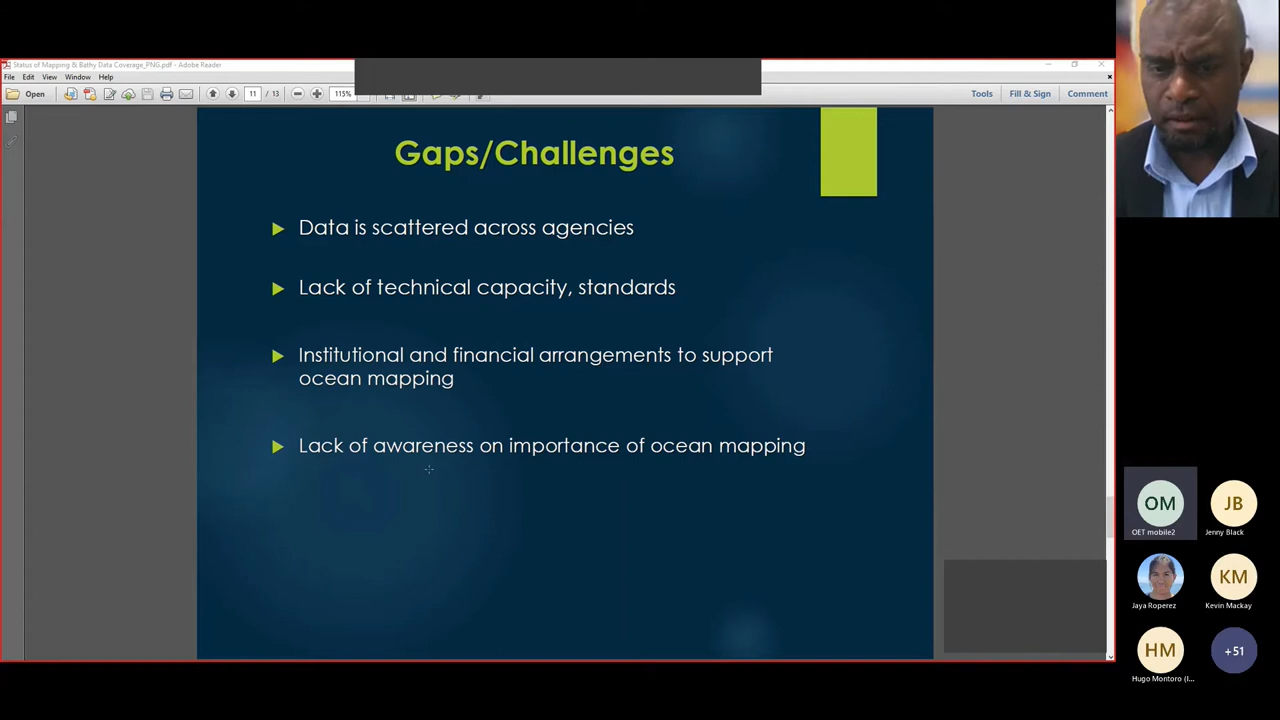 Status of Mapping & Bathy Data Coverage_PNG.pdf - Adobe Reader
File Edit View Window Help
Open 11 / 13 115% Tools Fill & Sign Comment
Gaps/Challenges
Data is scattered across agencies
Lack of technical capacity, standards
Institutional and financial arrangements to support
ocean mapping
Lack of awareness on importance of ocean mapping
OM JB
OET mobile2 Jenny Black
KM
Jaya Roperez Kevin Mackay
HM +51
Hugo Montoro (I...